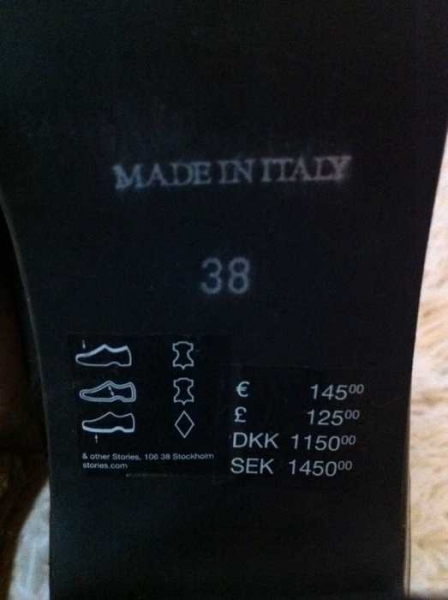 MADE IN ITALY
38
€ 145⁰⁰
£ 125⁰⁰
DKK 1150⁰⁰
SEK 1450⁰⁰
& other Stories, 106 38 Stockholm
stories.com